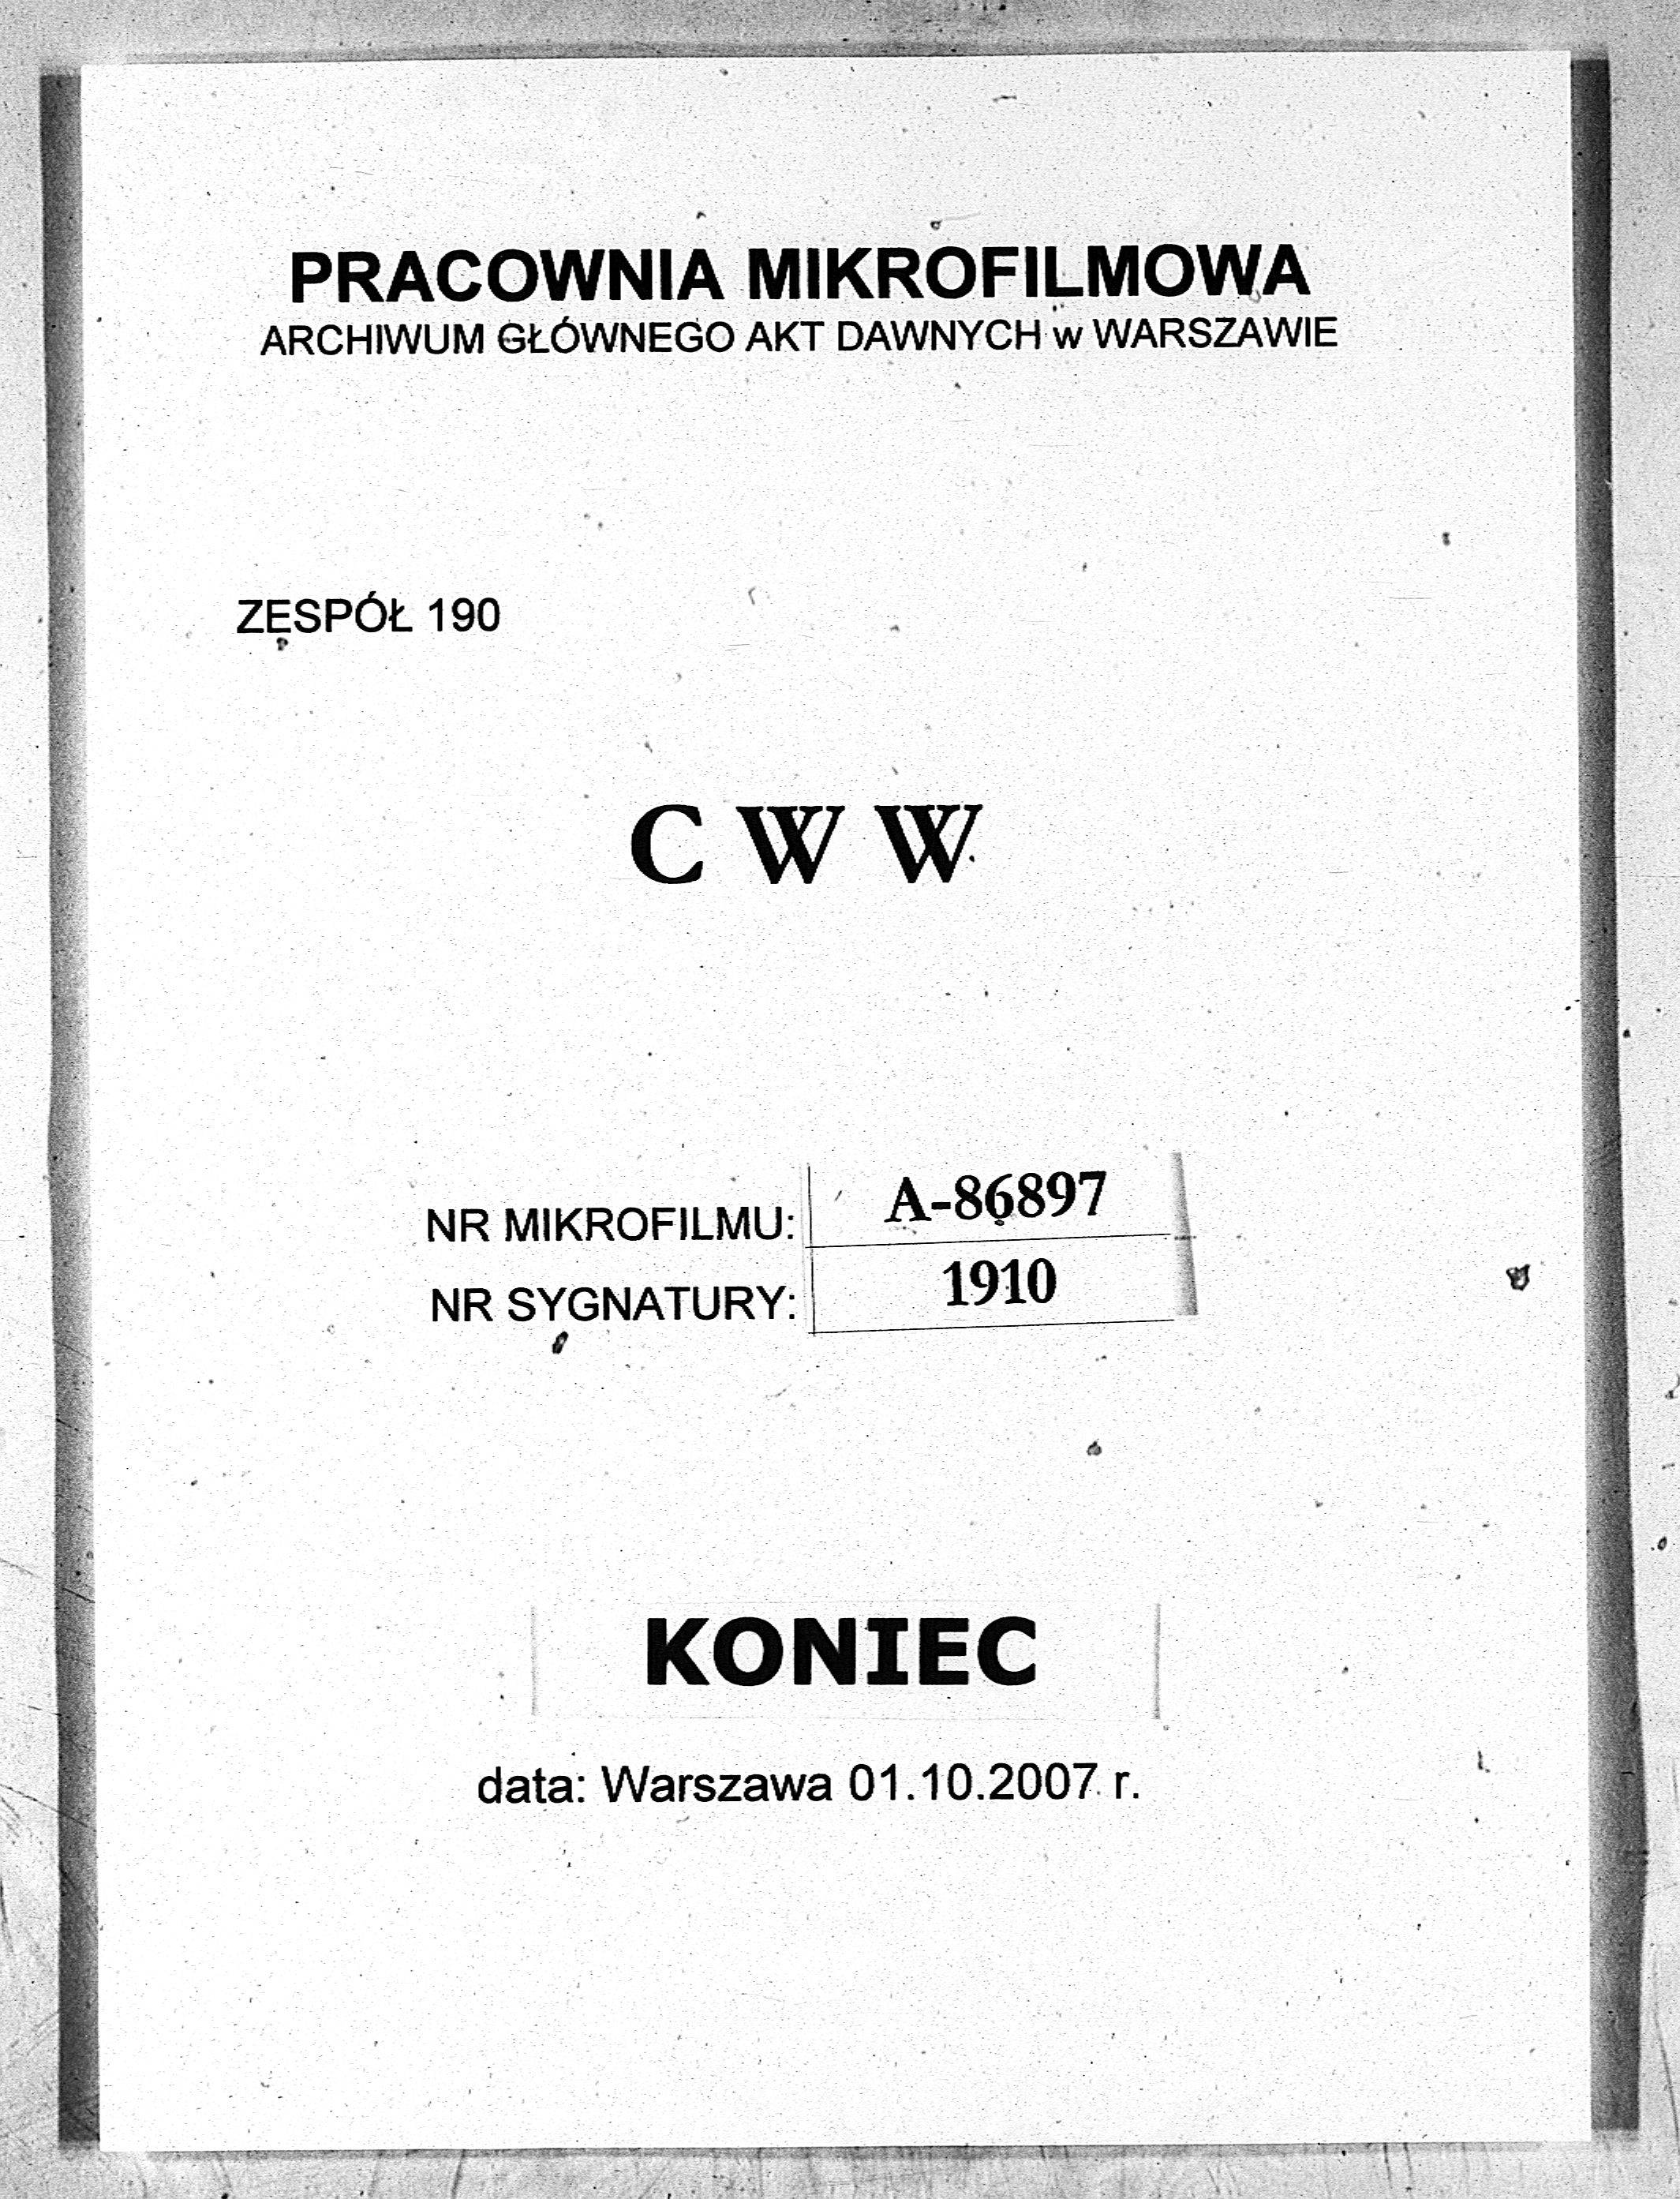 PRACOWNIA MIKROFILMOWA
ARCHIWUM GŁÓWNEGO AKT DAWNYCH w WARSZAWIE
ZESPÓŁ 190
C W W
NR MIKROFILMU: A-86897
NR SYGNATURY: 1910
KONIEC
data: Warszawa 01.10.2007 r.